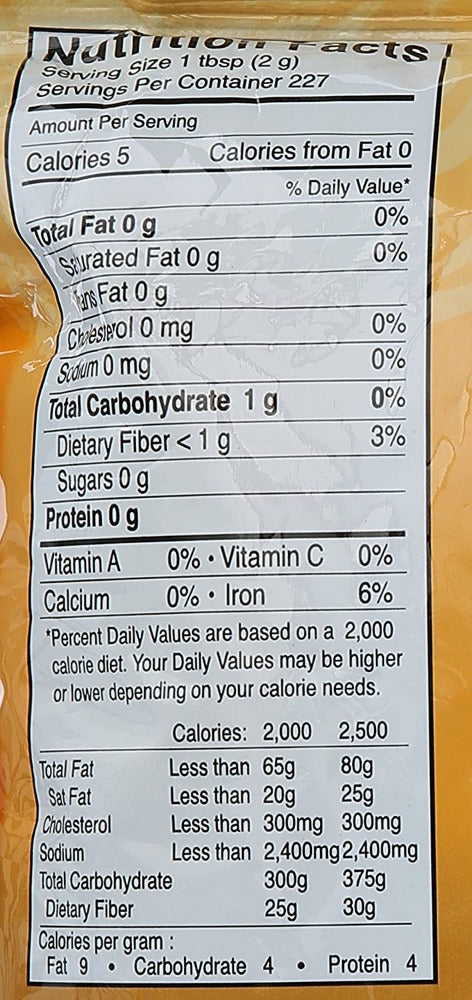 Nutrition Facts
Serving Size 1 tbsp (2 g)
Servings Per Container 227
Amount Per Serving
Calories 5 Calories from Fat 0
% Daily Value*
Total Fat 0 g 0%
Saturated Fat 0 g 0%
Trans Fat 0 g
Cholesterol 0 mg 0%
Sodium 0 mg 0%
Total Carbohydrate 1 g 0%
Dietary Fiber < 1 g 3%
Sugars 0 g
Protein 0 g
Vitamin A 0% • Vitamin C 0%
Calcium 0% • Iron 6%
*Percent Daily Values are based on a 2,000
calorie diet. Your Daily Values may be higher
or lower depending on your calorie needs.
Calories: 2,000 2,500
Total Fat Less than 65g 80g
Sat Fat Less than 20g 25g
Cholesterol Less than 300mg 300mg
Sodium Less than 2,400mg 2,400mg
Total Carbohydrate 300g 375g
Dietary Fiber 25g 30g
Calories per gram :
Fat 9 • Carbohydrate 4 • Protein 4